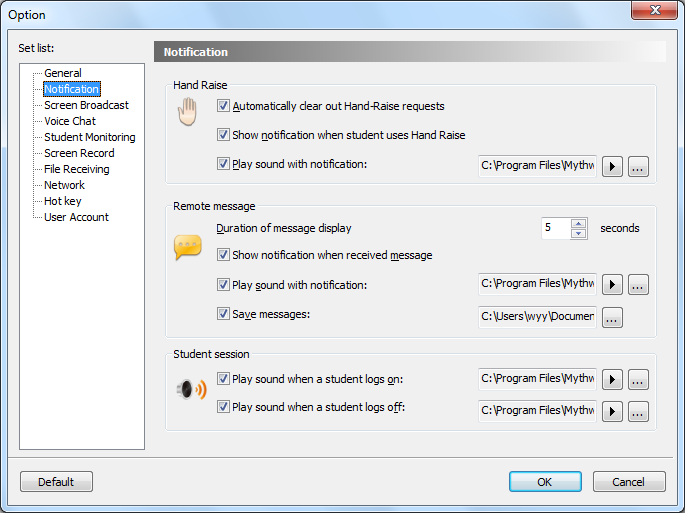 Option
Set list:
General
Notification
Screen Broadcast
Voice Chat
Student Monitoring
Screen Record
File Receiving
Network
Hot key
User Account
Notification
Hand Raise
Automatically clear out Hand-Raise requests
Show notification when student uses Hand Raise
Play sound with notification: C:\Program Files\Mythw ...
Remote message
Duration of message display 5 seconds
Show notification when received message
Play sound with notification: C:\Program Files\Mythw ...
Save messages: C:\Users\wyy\Documen ...
Student session
Play sound when a student logs on: C:\Program Files\Mythw ...
Play sound when a student logs off: C:\Program Files\Mythw ...
Default OK Cancel